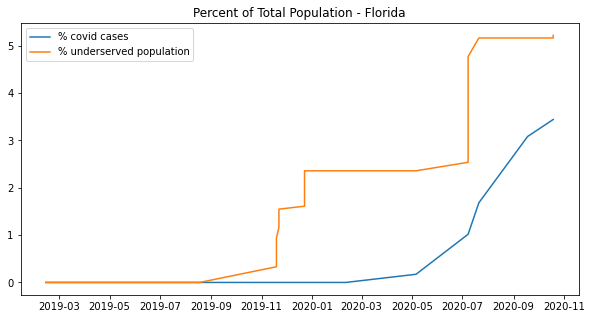 Percent of Total Population - Florida
% covid cases
% underserved population
5
4
3
2
1
0
2019-03 2019-05 2019-07 2019-09 2019-11 2020-01 2020-03 2020-05 2020-07 2020-09 2020-11